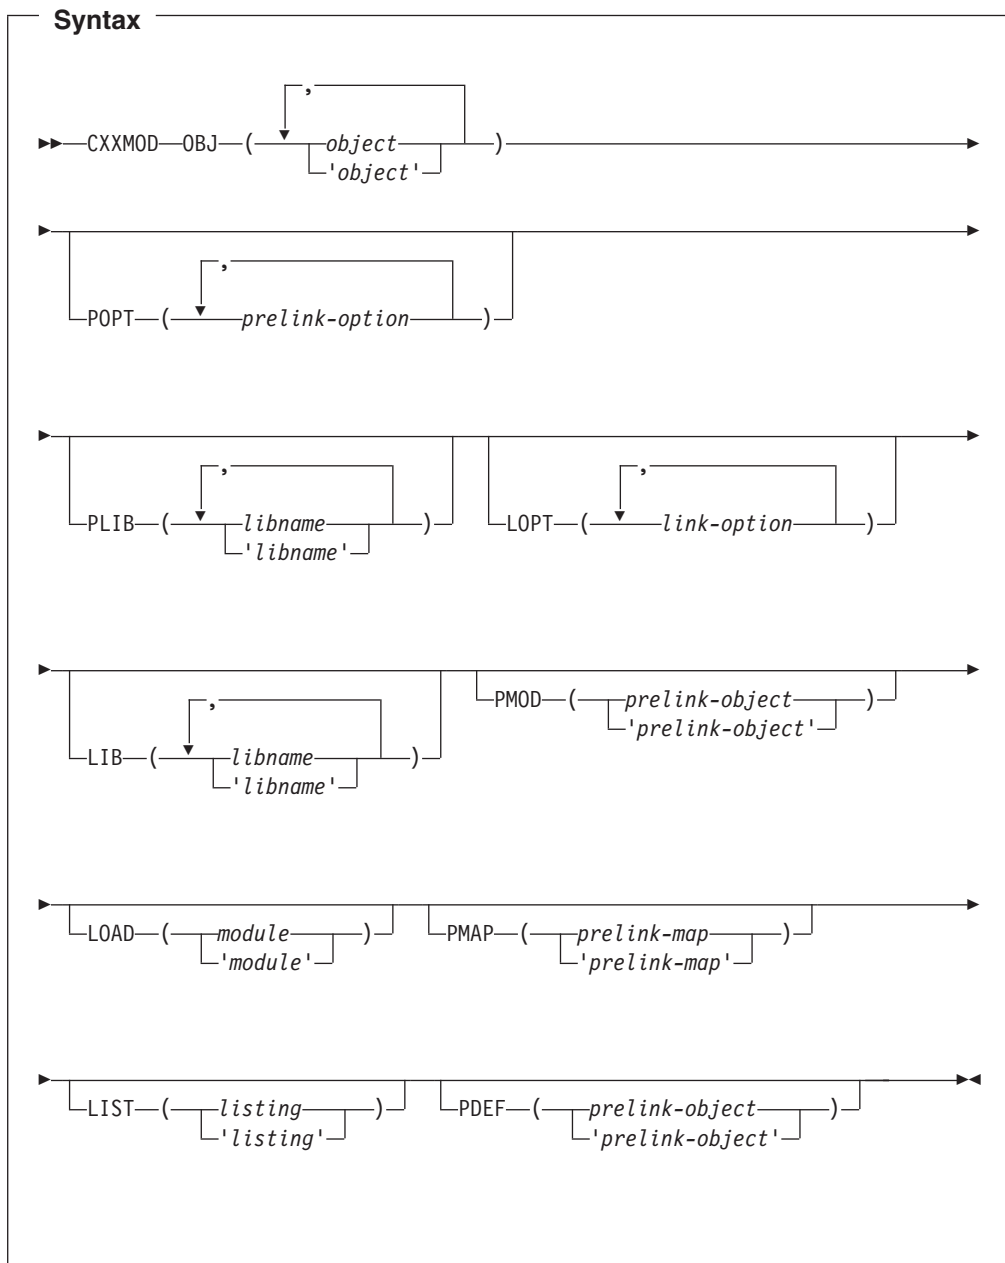 Syntax
,
CXXMOD OBJ ( object )
'object'
,
POPT ( prelink-option )
, ,
PLIB ( libname ) LOPT ( link-option )
'libname'
PMOD ( prelink-object )
, 'prelink-object'
LIB ( libname )
'libname'
LOAD ( module ) PMAP ( prelink-map )
'module' 'prelink-map'
LIST ( listing ) PDEF ( prelink-object )
'listing' 'prelink-object'